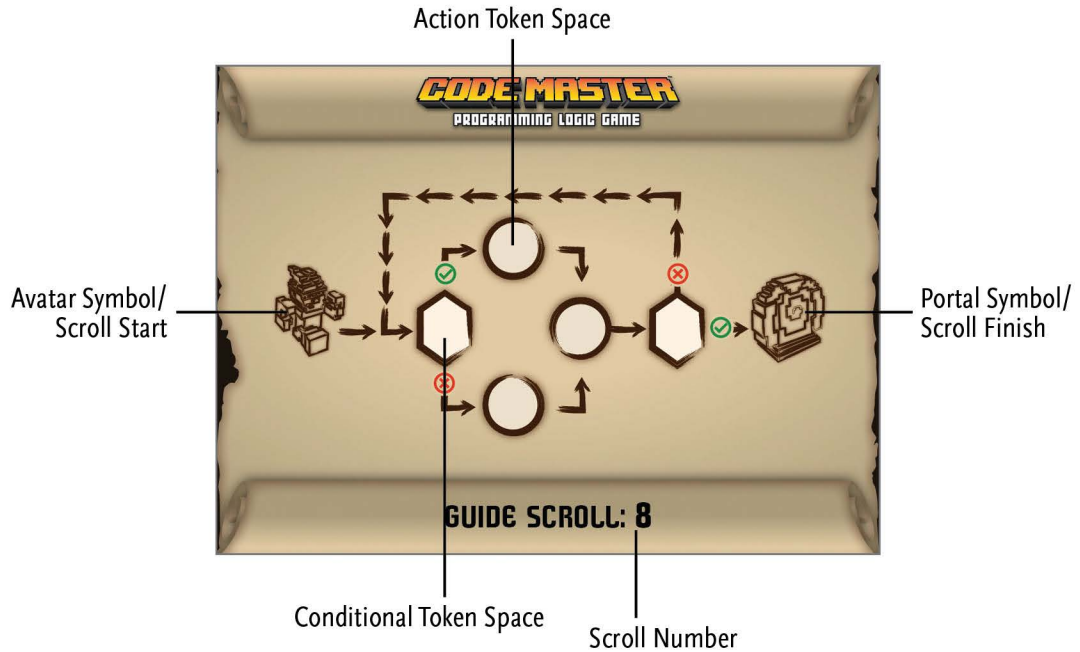 Action Token Space
CODE MASTER™
PROGRAMMING LOGIC GAME
Avatar Symbol/
Scroll Start
Portal Symbol/
Scroll Finish
GUIDE SCROLL: 8
Conditional Token Space
Scroll Number